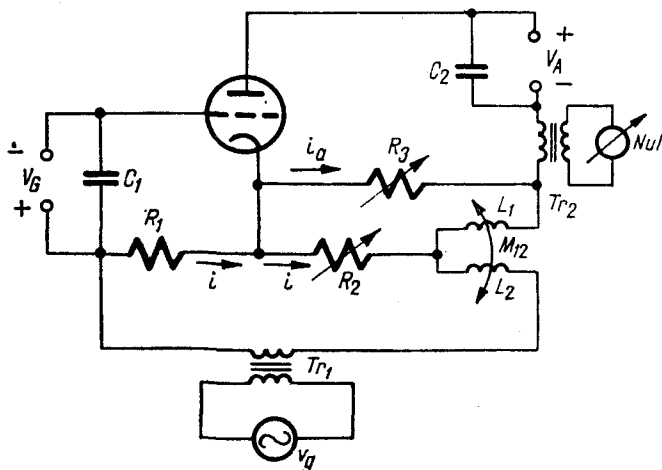 +
V_A
−
C_2
Nul
Tr_2
− V_G +
C_1
i_a
R_3
R_1
i
i
R_2
L_1
M_12
L_2
Tr_1
v_g